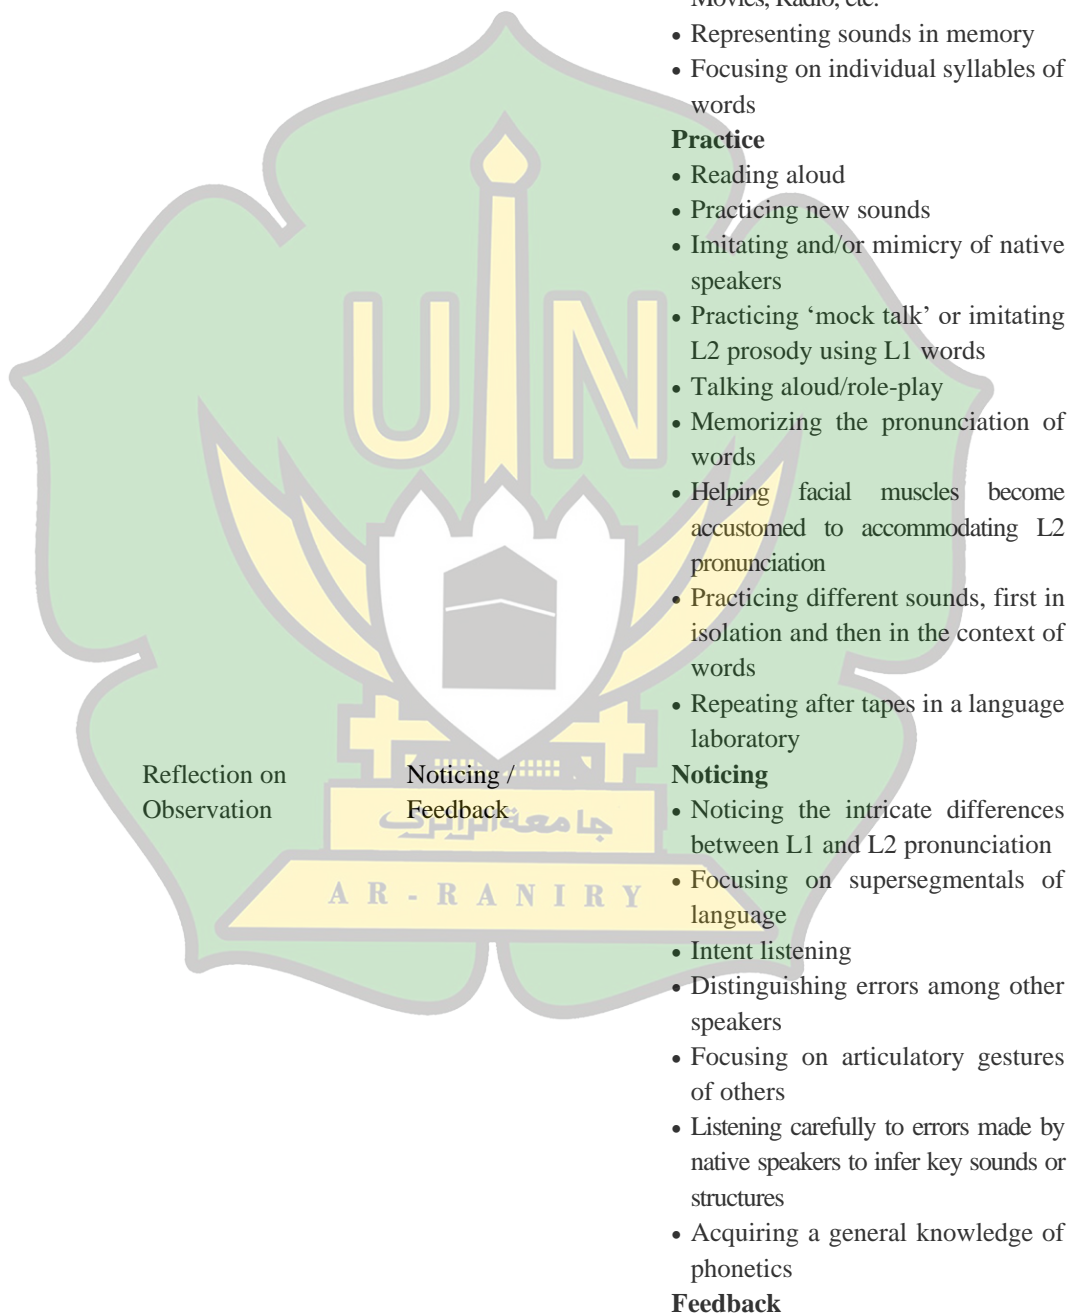 Movies, Radio, etc.
• Representing sounds in memory
• Focusing on individual syllables of
words
Practice
• Reading aloud
• Practicing new sounds
• Imitating and/or mimicry of native
speakers
• Practicing ‘mock talk’ or imitating
L2 prosody using L1 words
• Talking aloud/role-play
• Memorizing the pronunciation of
words
• Helping facial muscles become
accustomed to accommodating L2
pronunciation
• Practicing different sounds, first in
isolation and then in the context of
words
• Repeating after tapes in a language
laboratory
Reflection on
Observation
Noticing /
Feedback
Noticing
• Noticing the intricate differences
between L1 and L2 pronunciation
• Focusing on supersegmentals of
language
• Intent listening
• Distinguishing errors among other
speakers
• Focusing on articulatory gestures
of others
• Listening carefully to errors made by
native speakers to infer key sounds or
structures
• Acquiring a general knowledge of
phonetics
Feedback
UIN
جامعة الرانري
AR-RANIRY